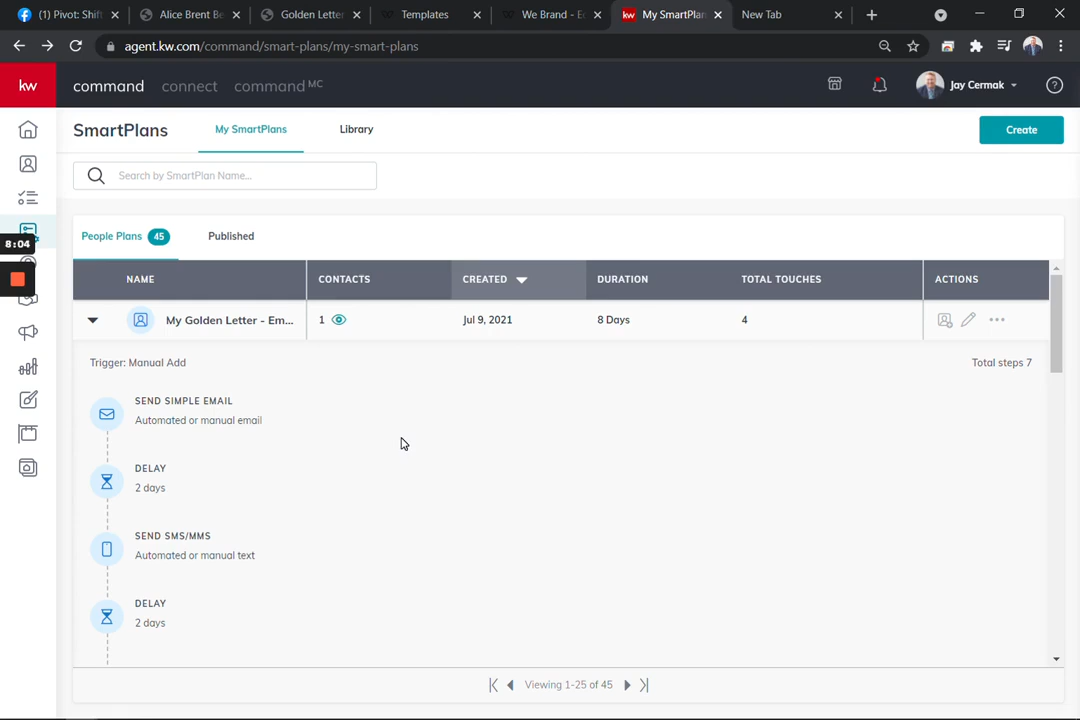 (1) Pivot: Shift
Alice Brent Be
Golden Letter
Templates
We Brand - Ed
My SmartPlans
New Tab
agent.kw.com/command/smart-plans/my-smart-plans
kw
command
connect
command MC
Jay Cermak
SmartPlans
My SmartPlans
Library
Create
Search by SmartPlan Name...
8:04
People Plans 45
Published
NAME
CONTACTS
CREATED
DURATION
TOTAL TOUCHES
ACTIONS
My Golden Letter - Em...
1
Jul 9, 2021
8 Days
4
Trigger: Manual Add
Total steps 7
SEND SIMPLE EMAIL
Automated or manual email
DELAY
2 days
SEND SMS/MMS
Automated or manual text
DELAY
2 days
Viewing 1-25 of 45